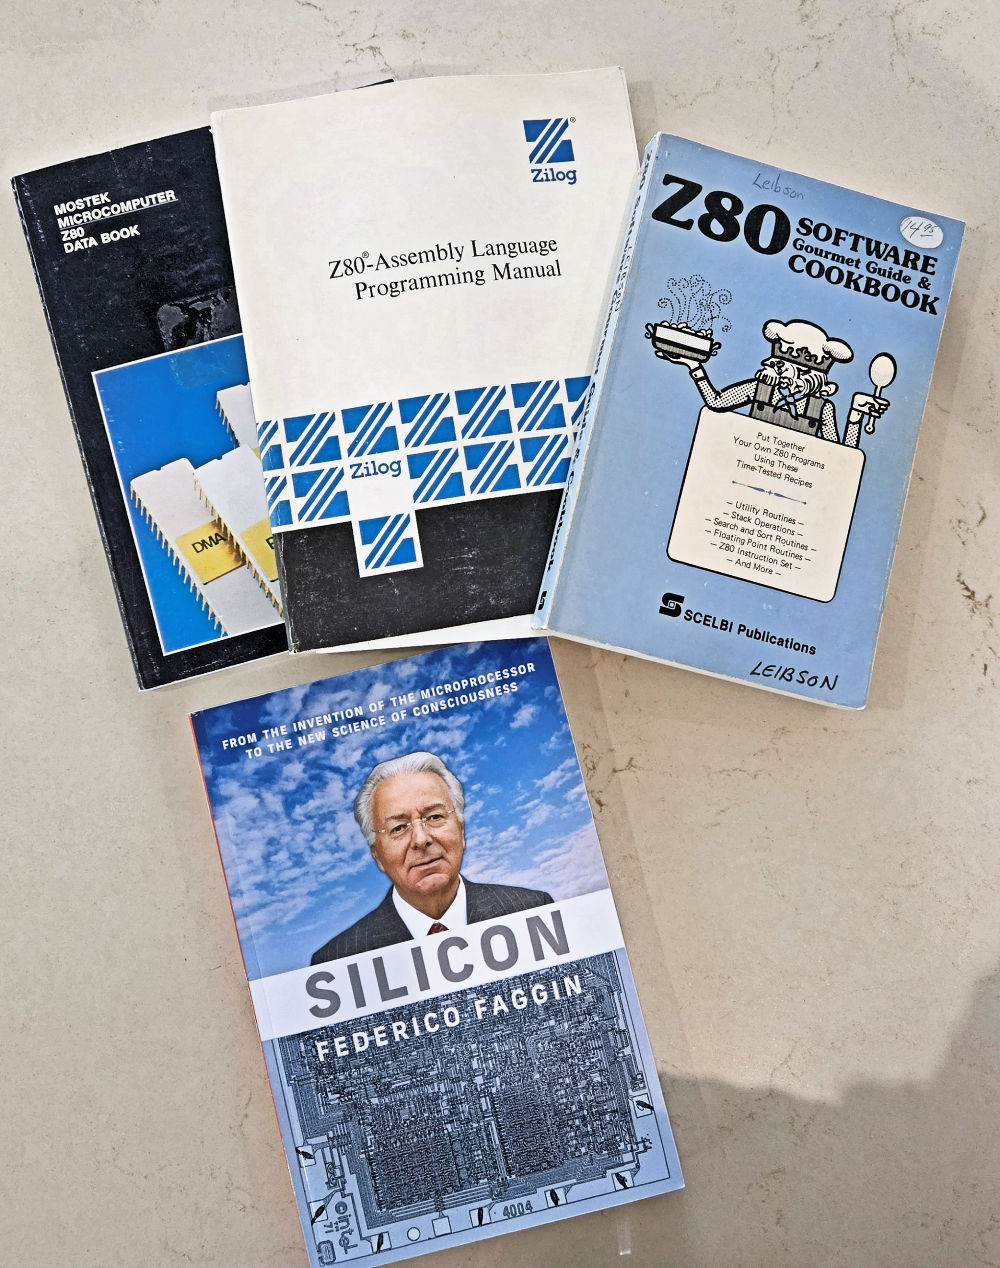 MOSTEK
MICROCOMPUTER
Z80
DATA BOOK
DMA
Zilog
Z80®-Assembly Language
Programming Manual
Zilog
Leibson
Z80 SOFTWARE
Gourmet Guide &
COOKBOOK
14.95
Put Together
Your Own Z80 Programs
Using These
Time-Tested Recipes
— Utility Routines —
— Stack Operations —
— Search and Sort Routines —
— Floating Point Routines —
— Z80 Instruction Set —
— And More —
SCELBI Publications
LEIBSON
FROM THE INVENTION OF THE MICROPROCESSOR
TO THE NEW SCIENCE OF CONSCIOUSNESS
SILICON
FEDERICO FAGGIN
4004
intel